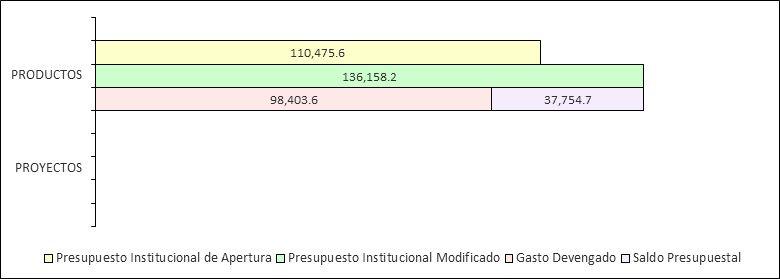 110,475.6
PRODUCTOS
136,158.2
98,403.6 37,754.7
PROYECTOS
Presupuesto Institucional de Apertura Presupuesto Institucional Modificado Gasto Devengado Saldo Presupuestal